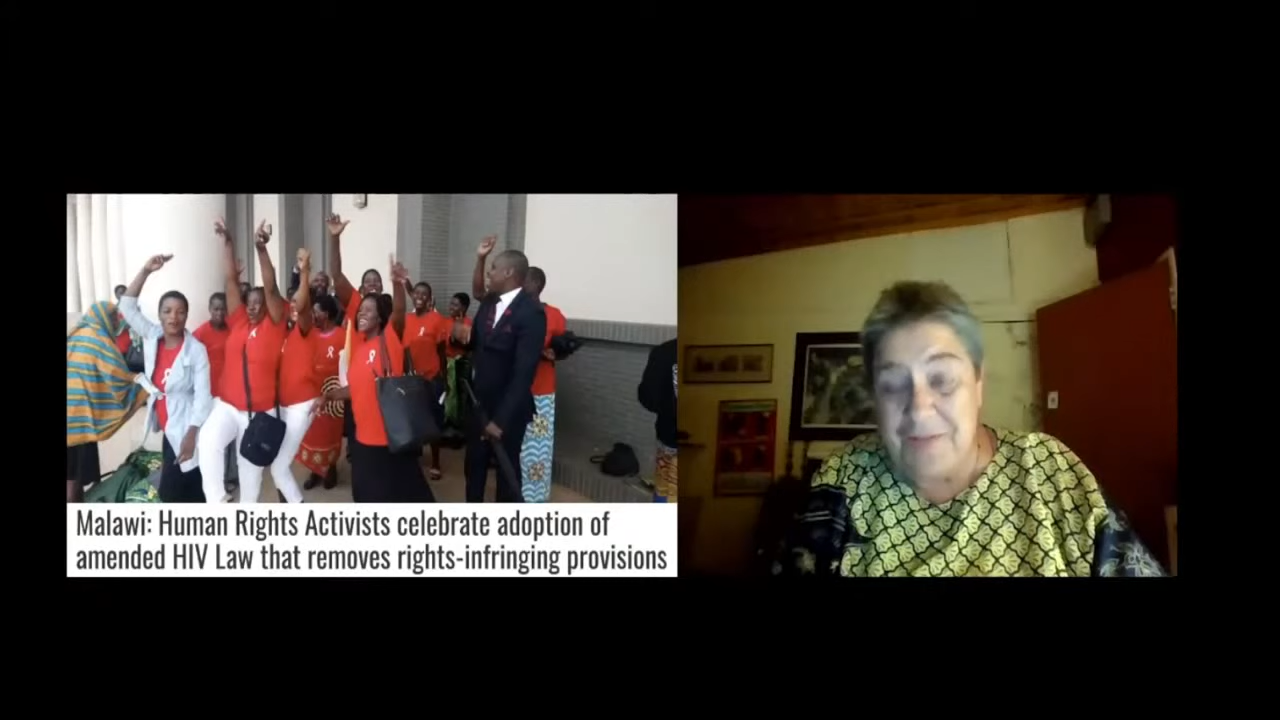 Malawi: Human Rights Activists celebrate adoption of
amended HIV Law that removes rights-infringing provisions